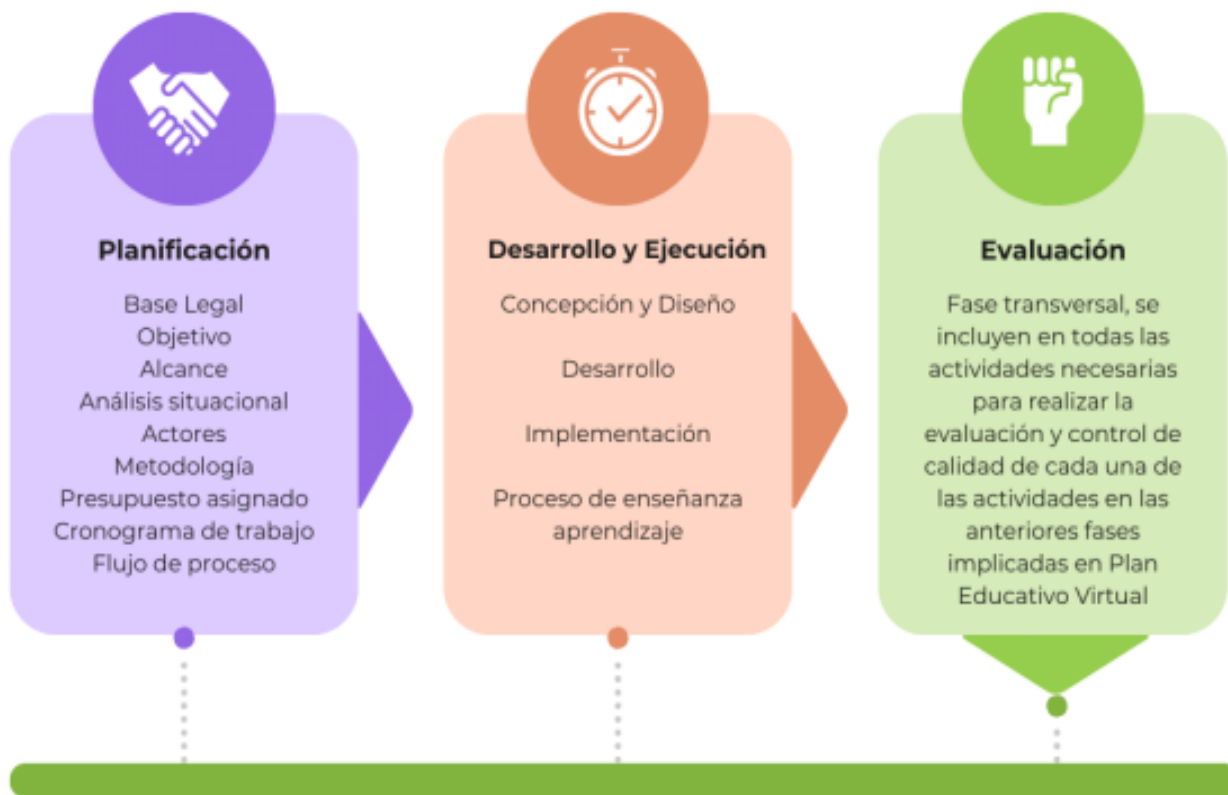 Planificación
Base Legal
Objetivo
Alcance
Análisis situacional
Actores
Metodología
Presupuesto asignado
Cronograma de trabajo
Flujo de proceso
Desarrollo y Ejecución
Concepción y Diseño
Desarrollo
Implementación
Proceso de enseñanza
aprendizaje
Evaluación
Fase transversal, se
incluyen en todas las
actividades necesarias
para realizar la
evaluación y control de
calidad de cada una de
las actividades en las
anteriores fases
implicadas en Plan
Educativo Virtual